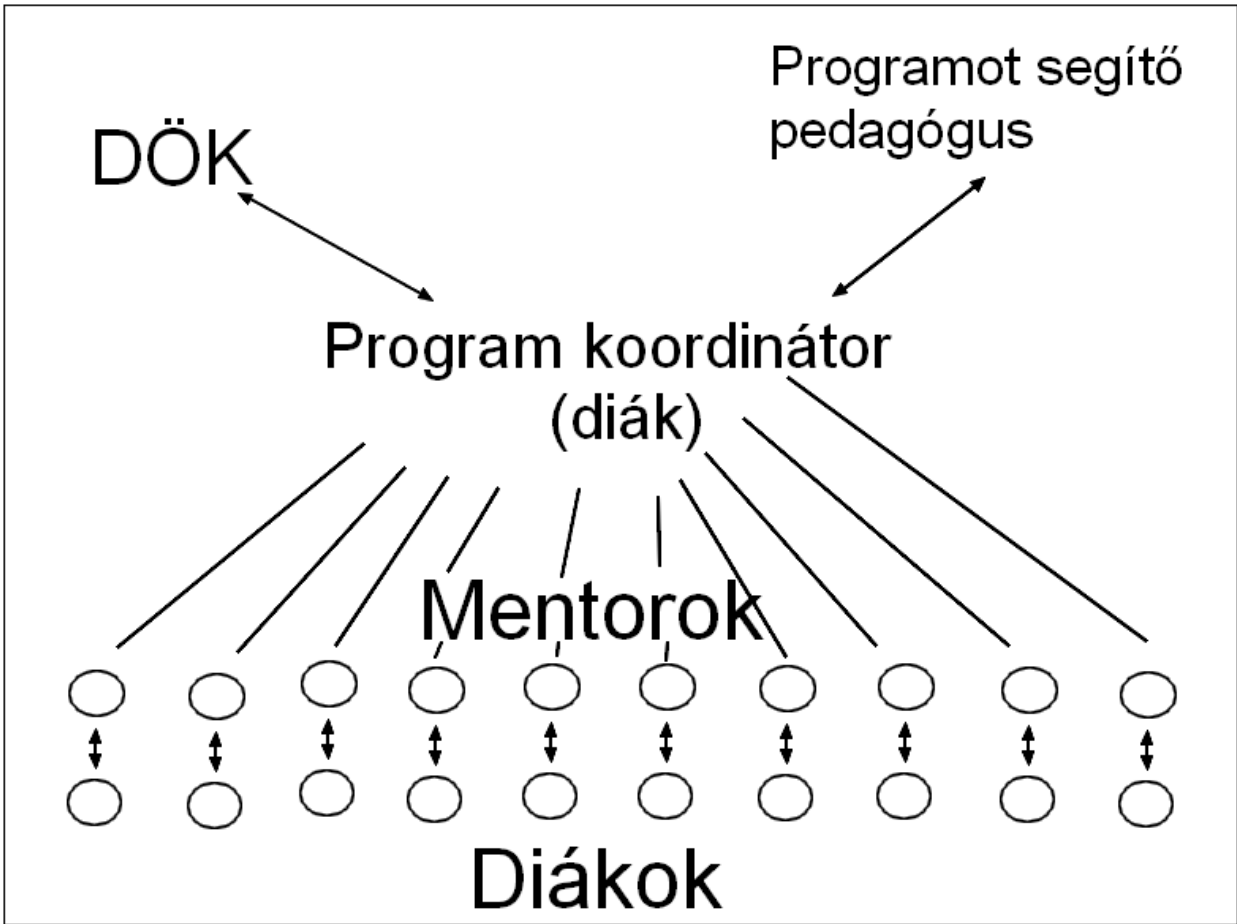 DÖK
Programot segítő
pedagógus
Program koordinátor
(diák)
Mentorok
Diákok